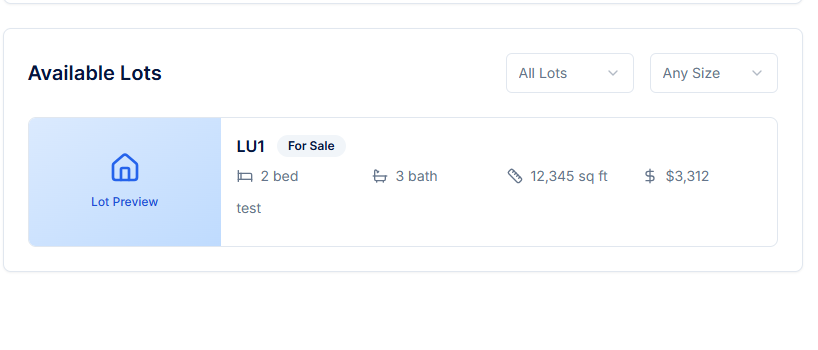 Available Lots
All Lots
Any Size
Lot Preview
LU1
For Sale
2 bed
3 bath
12,345 sq ft
$3,312
test